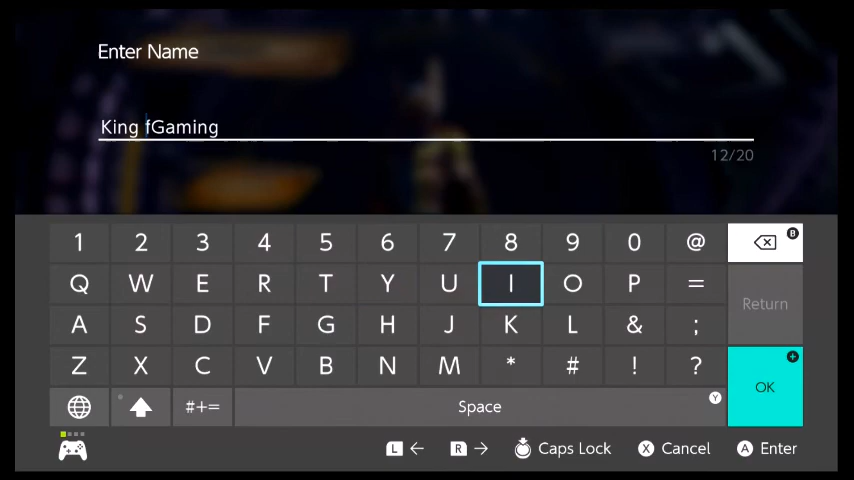 Enter Name
King fGaming
12/20
1 2 3 4 5 6 7 8 9 0 @ B
Q W E R T Y U I O P = Return
A S D F G H J K L & ;
Z X C V B N M * # ! ? OK +
#+= Space Y
L ← R → Caps Lock X Cancel A Enter